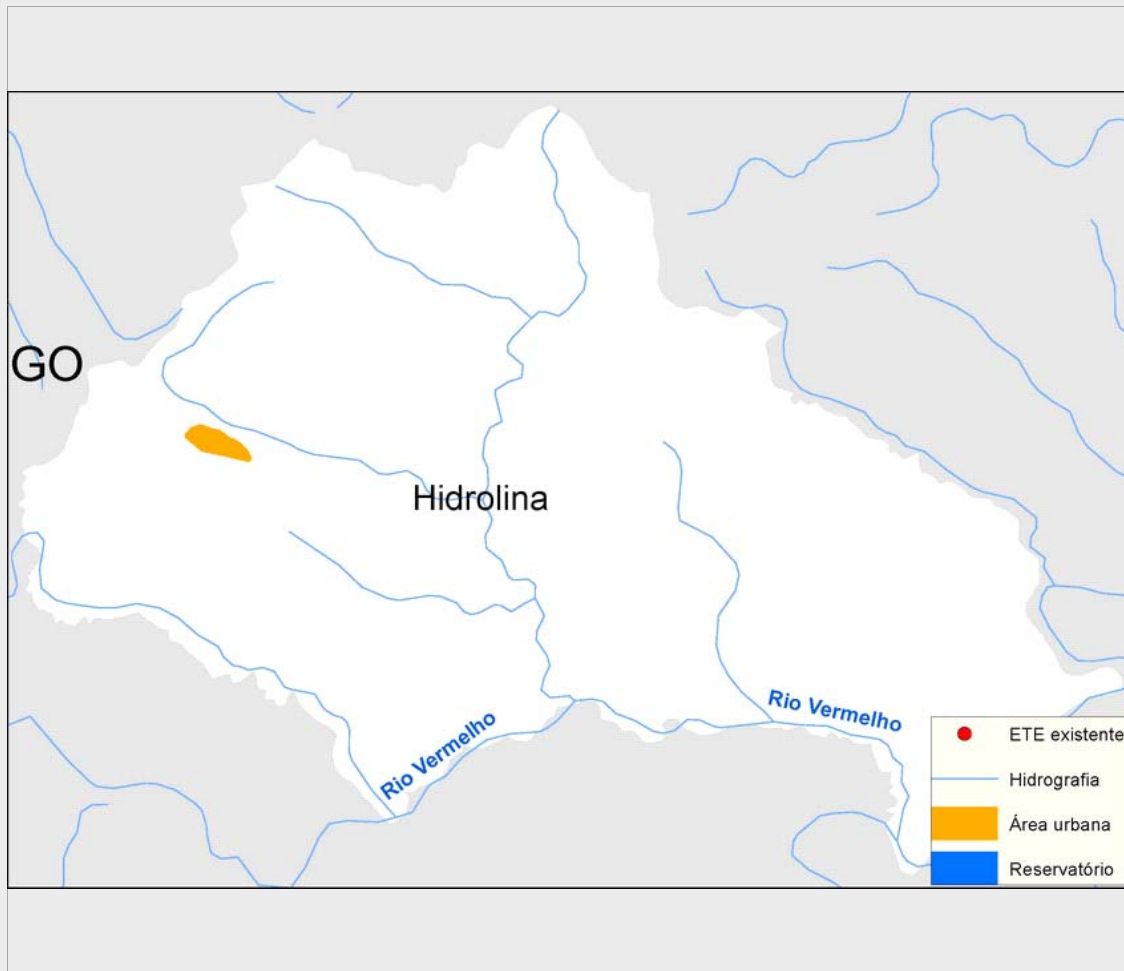 GO
Hidrolina
Rio Vermelho
Rio Vermelho
ETE existente
Hidrografia
Área urbana
Reservatório